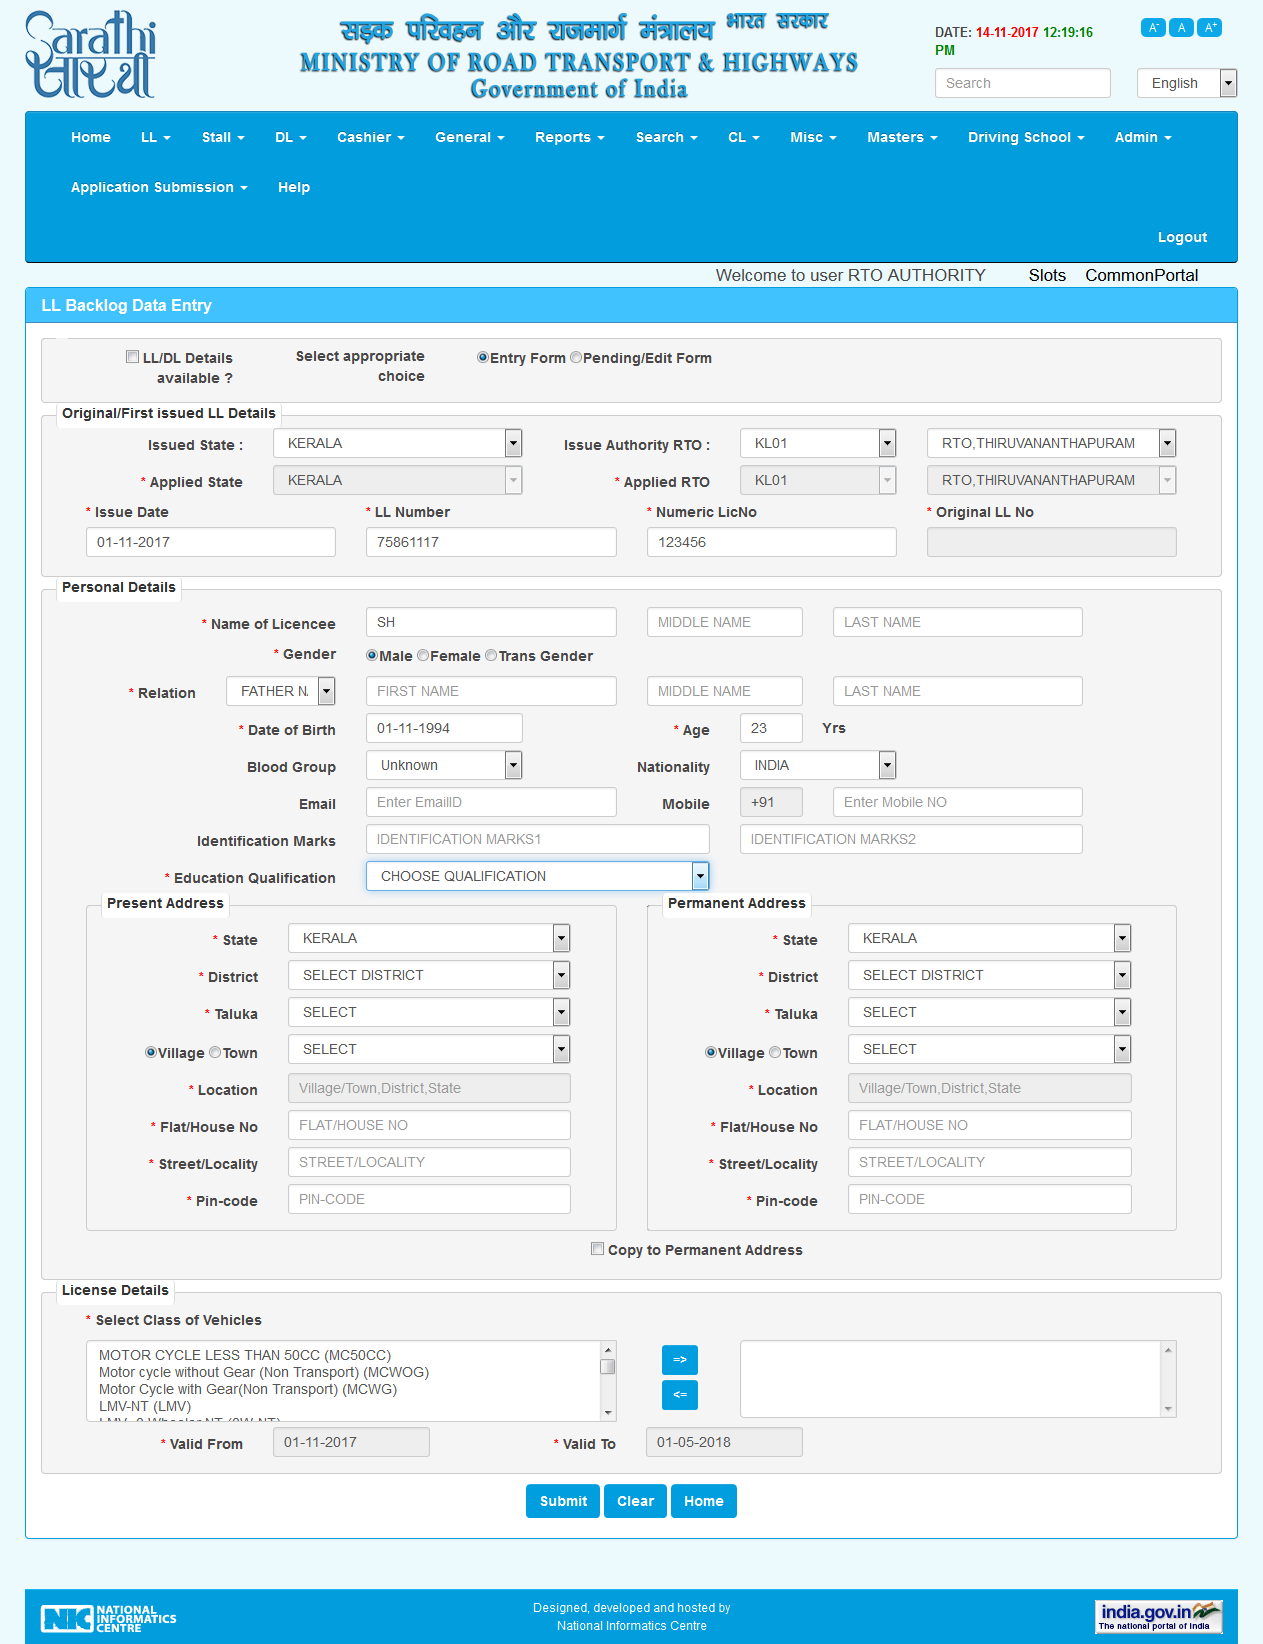 Sarathi
सारथी
सड़क परिवहन और राजमार्ग मंत्रालय भारत सरकार
MINISTRY OF ROAD TRANSPORT & HIGHWAYS
Government of India
DATE: 14-11-2017 12:19:16 PM
A- A A+
Search English
Home LL Stall DL Cashier General Reports Search CL Misc Masters Driving School Admin
Application Submission Help
Logout
Welcome to user RTO AUTHORITY Slots CommonPortal
LL Backlog Data Entry
LL/DL Details available ? Select appropriate choice Entry Form Pending/Edit Form
Original/First issued LL Details
Issued State : KERALA Issue Authority RTO : KL01 RTO,THIRUVANANTHAPURAM
* Applied State KERALA * Applied RTO KL01 RTO,THIRUVANANTHAPURAM
* Issue Date * LL Number * Numeric LicNo * Original LL No
01-11-2017 75861117 123456
Personal Details
* Name of Licencee SH MIDDLE NAME LAST NAME
* Gender Male Female Trans Gender
* Relation FATHER NA FIRST NAME MIDDLE NAME LAST NAME
* Date of Birth 01-11-1994 * Age 23 Yrs
Blood Group Unknown Nationality INDIA
Email Enter EmailID Mobile +91 Enter Mobile NO
Identification Marks IDENTIFICATION MARKS1 IDENTIFICATION MARKS2
* Education Qualification CHOOSE QUALIFICATION
Present Address Permanent Address
* State KERALA * State KERALA
* District SELECT DISTRICT * District SELECT DISTRICT
* Taluka SELECT * Taluka SELECT
Village Town SELECT Village Town SELECT
* Location Village/Town,District,State * Location Village/Town,District,State
* Flat/House No FLAT/HOUSE NO * Flat/House No FLAT/HOUSE NO
* Street/Locality STREET/LOCALITY * Street/Locality STREET/LOCALITY
* Pin-code PIN-CODE * Pin-code PIN-CODE
Copy to Permanent Address
License Details
* Select Class of Vehicles
MOTOR CYCLE LESS THAN 50CC (MC50CC)
Motor cycle without Gear (Non Transport) (MCWOG)
Motor Cycle with Gear(Non Transport) (MCWG)
LMV-NT (LMV)
=>
<=
* Valid From 01-11-2017 * Valid To 01-05-2018
Submit Clear Home
NIC NATIONAL INFORMATICS CENTRE
Designed, developed and hosted by
National Informatics Centre
india.gov.in
The national portal of India